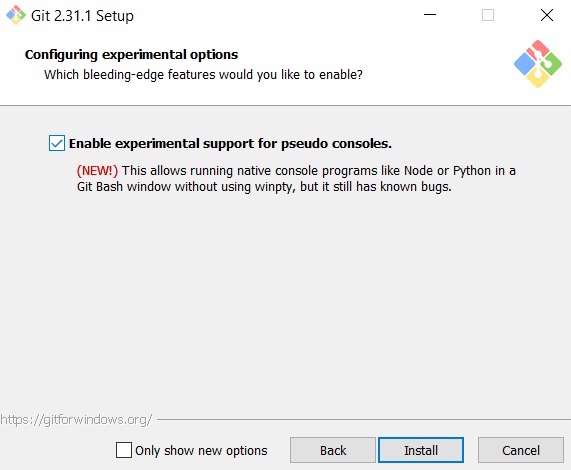 Git 2.31.1 Setup
Configuring experimental options
Which bleeding-edge features would you like to enable?
Enable experimental support for pseudo consoles.
(NEW!) This allows running native console programs like Node or Python in a
Git Bash window without using winpty, but it still has known bugs.
https://gitforwindows.org/
Only show new options
Back
Install
Cancel